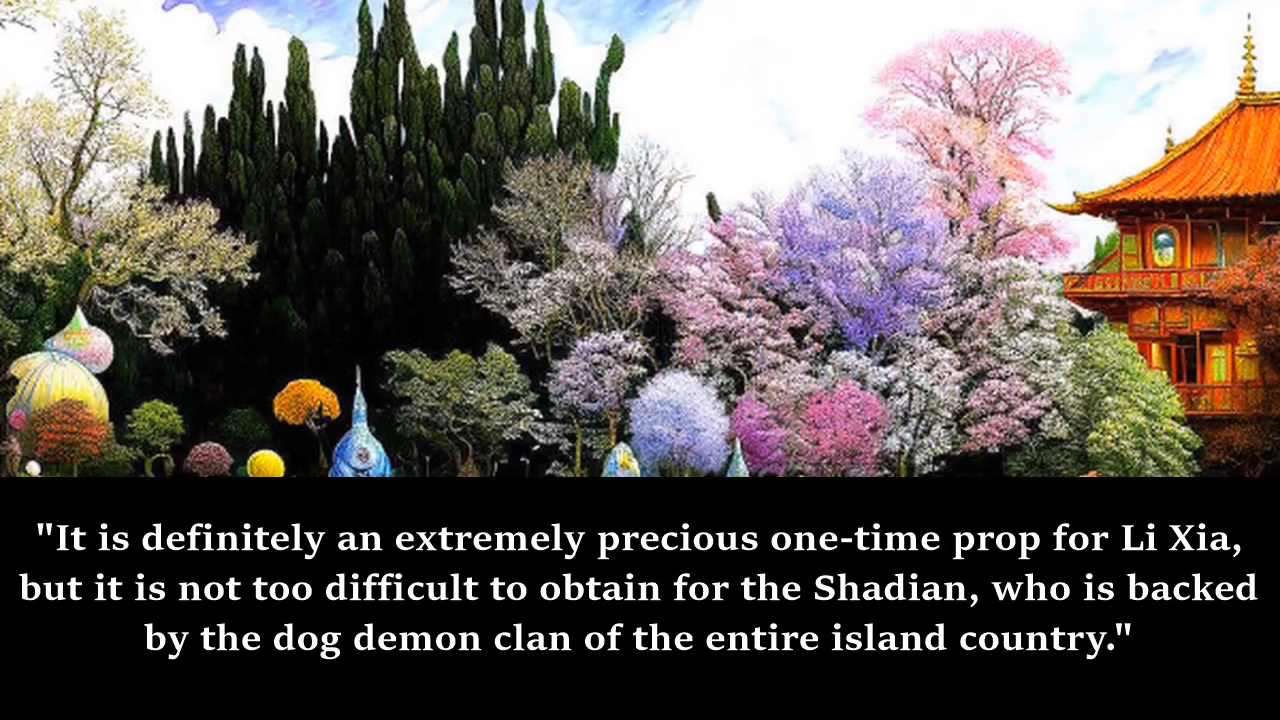 "It is definitely an extremely precious one-time prop for Li Xia,
but it is not too difficult to obtain for the Shadian, who is backed
by the dog demon clan of the entire island country."